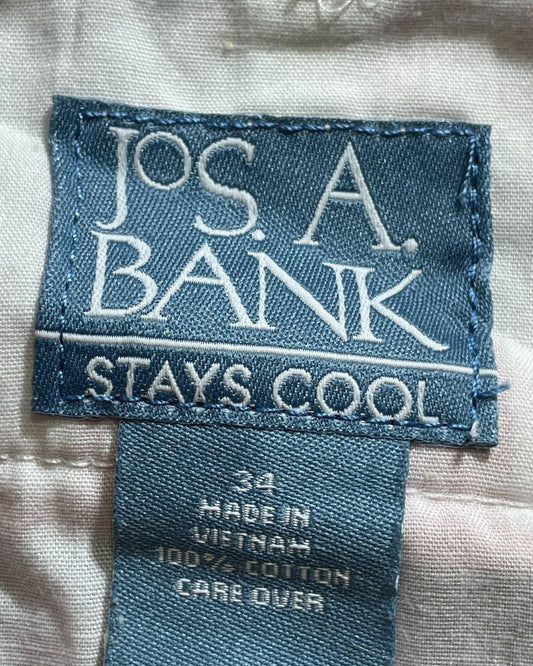 JOS. A.
BANK
STAYS COOL
34
MADE IN
VIETNAM
100% COTTON
CARE OVER